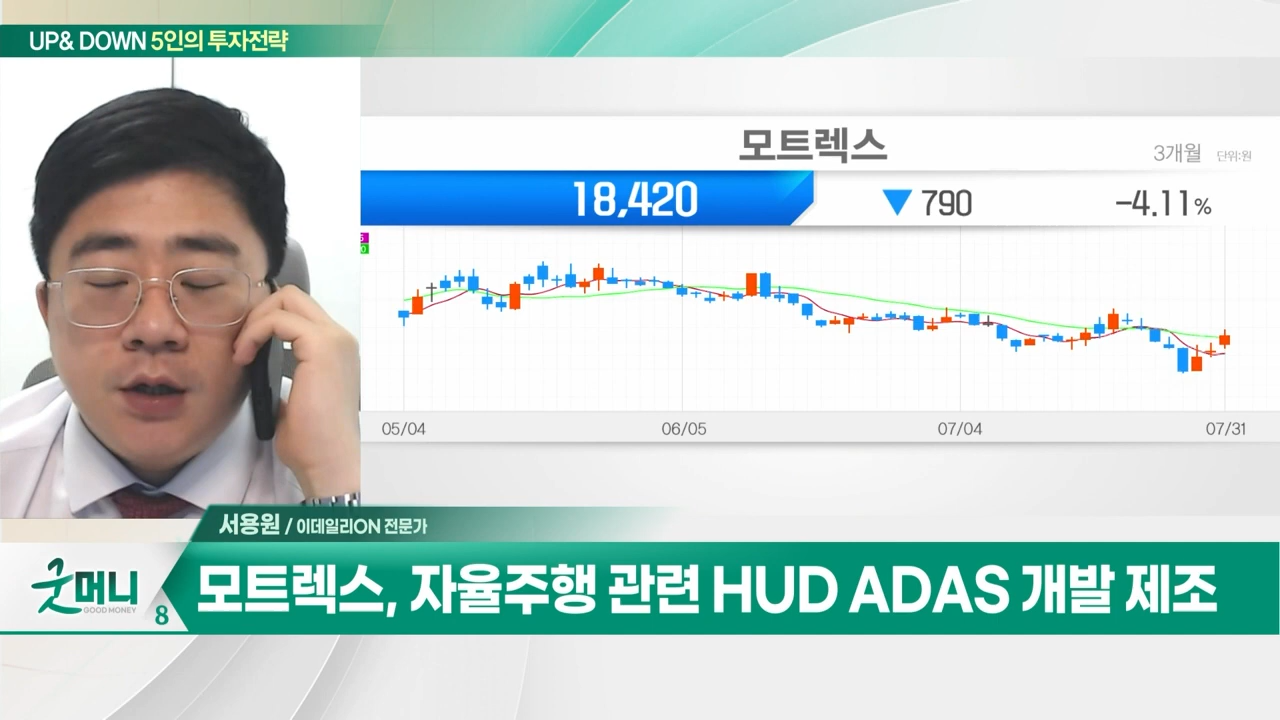 UP& DOWN 5인의 투자전략
모트렉스
3개월 단위:원
18,420 ▼ 790 -4.11%
05/04 06/05 07/04 07/31
서용원 / 이데일리ON 전문가
굿머니
GOOD MONEY
8
모트렉스, 자율주행 관련 HUD ADAS 개발 제조